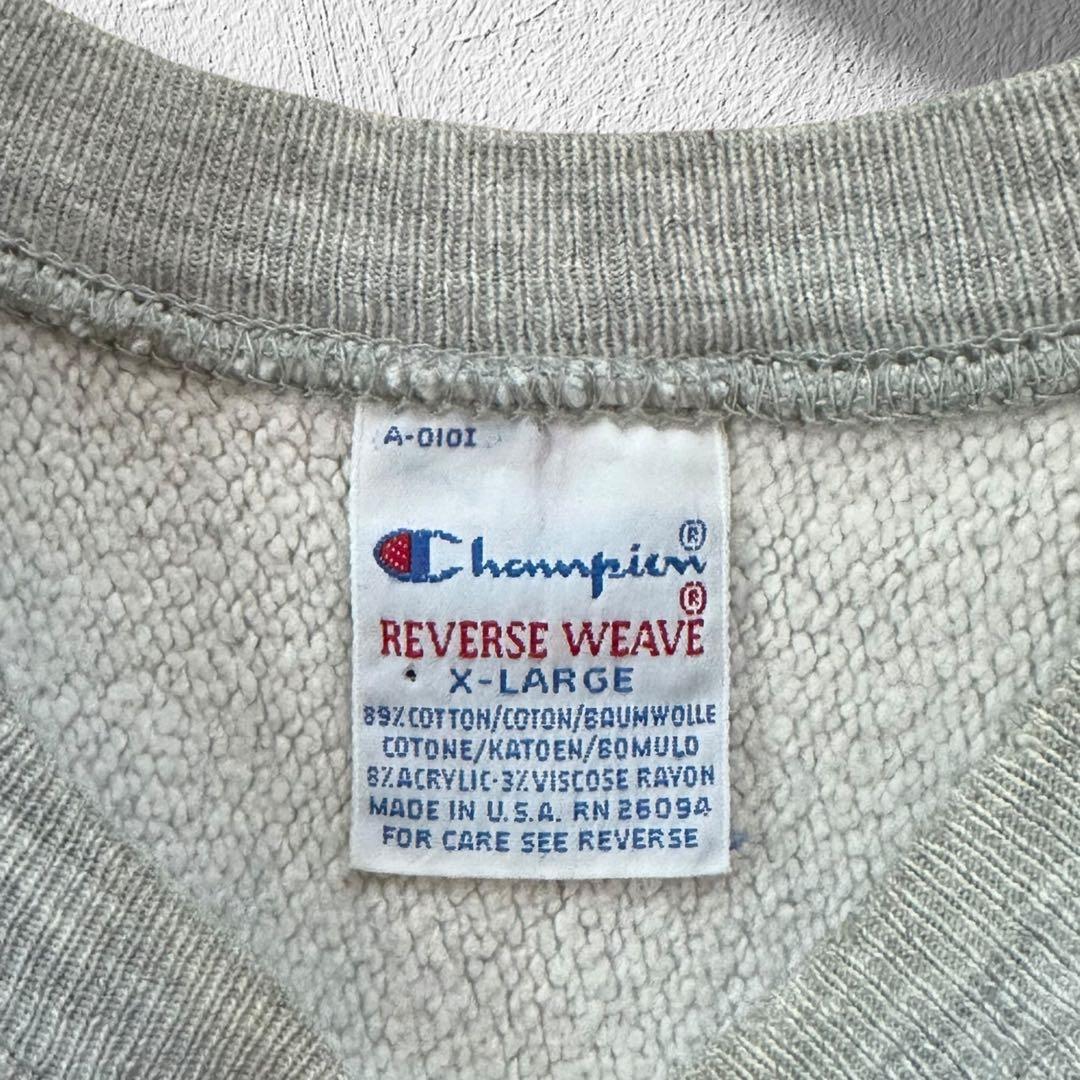 A-0101
Champion®
REVERSE WEAVE®
X-LARGE
89% COTTON/COTON/BAUMWOLLE
COTONE/KATOEN/BOMULD
8% ACRYLIC-3% VISCOSE RAYON
MADE IN U.S.A. RN 26094
FOR CARE SEE REVERSE